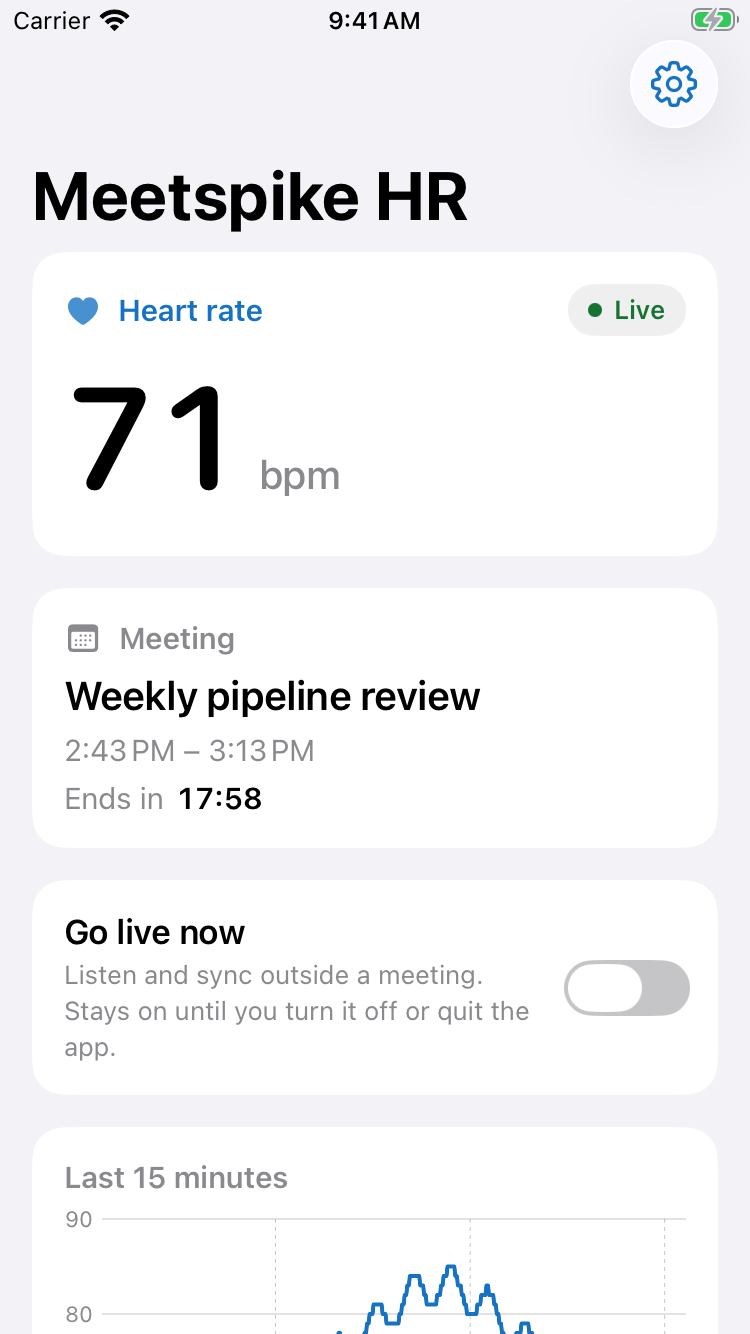 Carrier 9:41 AM
Meetspike HR
Heart rate
Live
71 bpm
Meeting
Weekly pipeline review
2:43 PM – 3:13 PM
Ends in 17:58
Go live now
Listen and sync outside a meeting.
Stays on until you turn it off or quit the
app.
Last 15 minutes
90
80